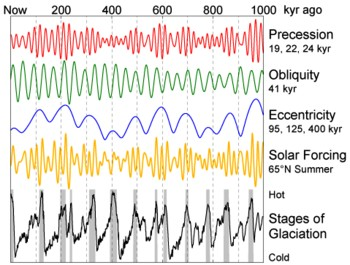 Now 200 400 600 800 1000 kyr ago
Precession
19, 22, 24 kyr
Obliquity
41 kyr
Eccentricity
95, 125, 400 kyr
Solar Forcing
65°N Summer
Hot
Stages of
Glaciation
Cold